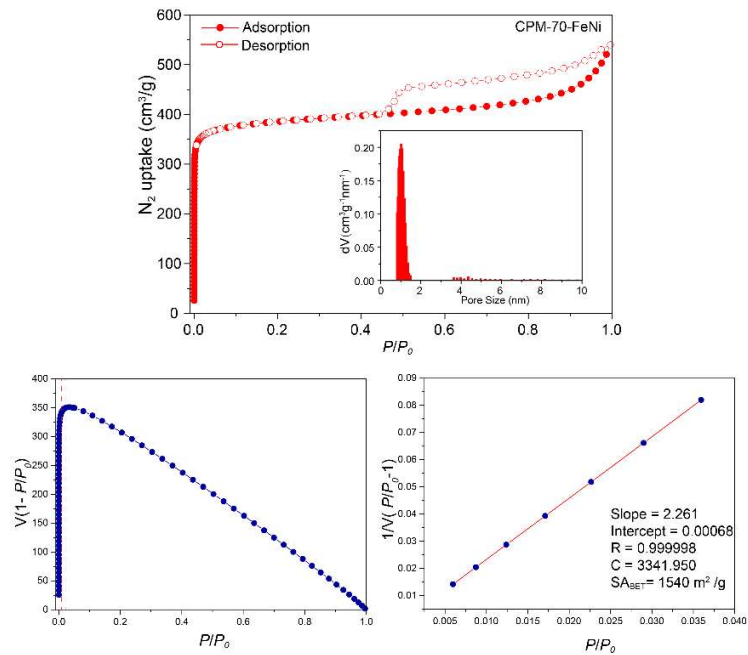 Adsorption
Desorption
CPM-70-FeNi
600
500
400
300
200
100
0
N₂ uptake (cm³/g)
0.0 0.2 0.4 0.6 0.8 1.0
P/P₀
0.20
0.15
0.10
0.05
0.00
dV(cm³g⁻¹nm⁻¹)
0 2 4 6 8 10
Pore Size (nm)
400
350
300
250
200
150
100
50
0
V(1- P/P₀)
0.0 0.2 0.4 0.6 0.8 1.0
P/P₀
0.09
0.08
0.07
0.06
0.05
0.04
0.03
0.02
0.01
1/V( P/P₀-1)
Slope = 2.261
Intercept = 0.00068
R = 0.999998
C = 3341.950
SA_BET= 1540 m² /g
0.005 0.010 0.015 0.020 0.025 0.030 0.035 0.040
P/P₀